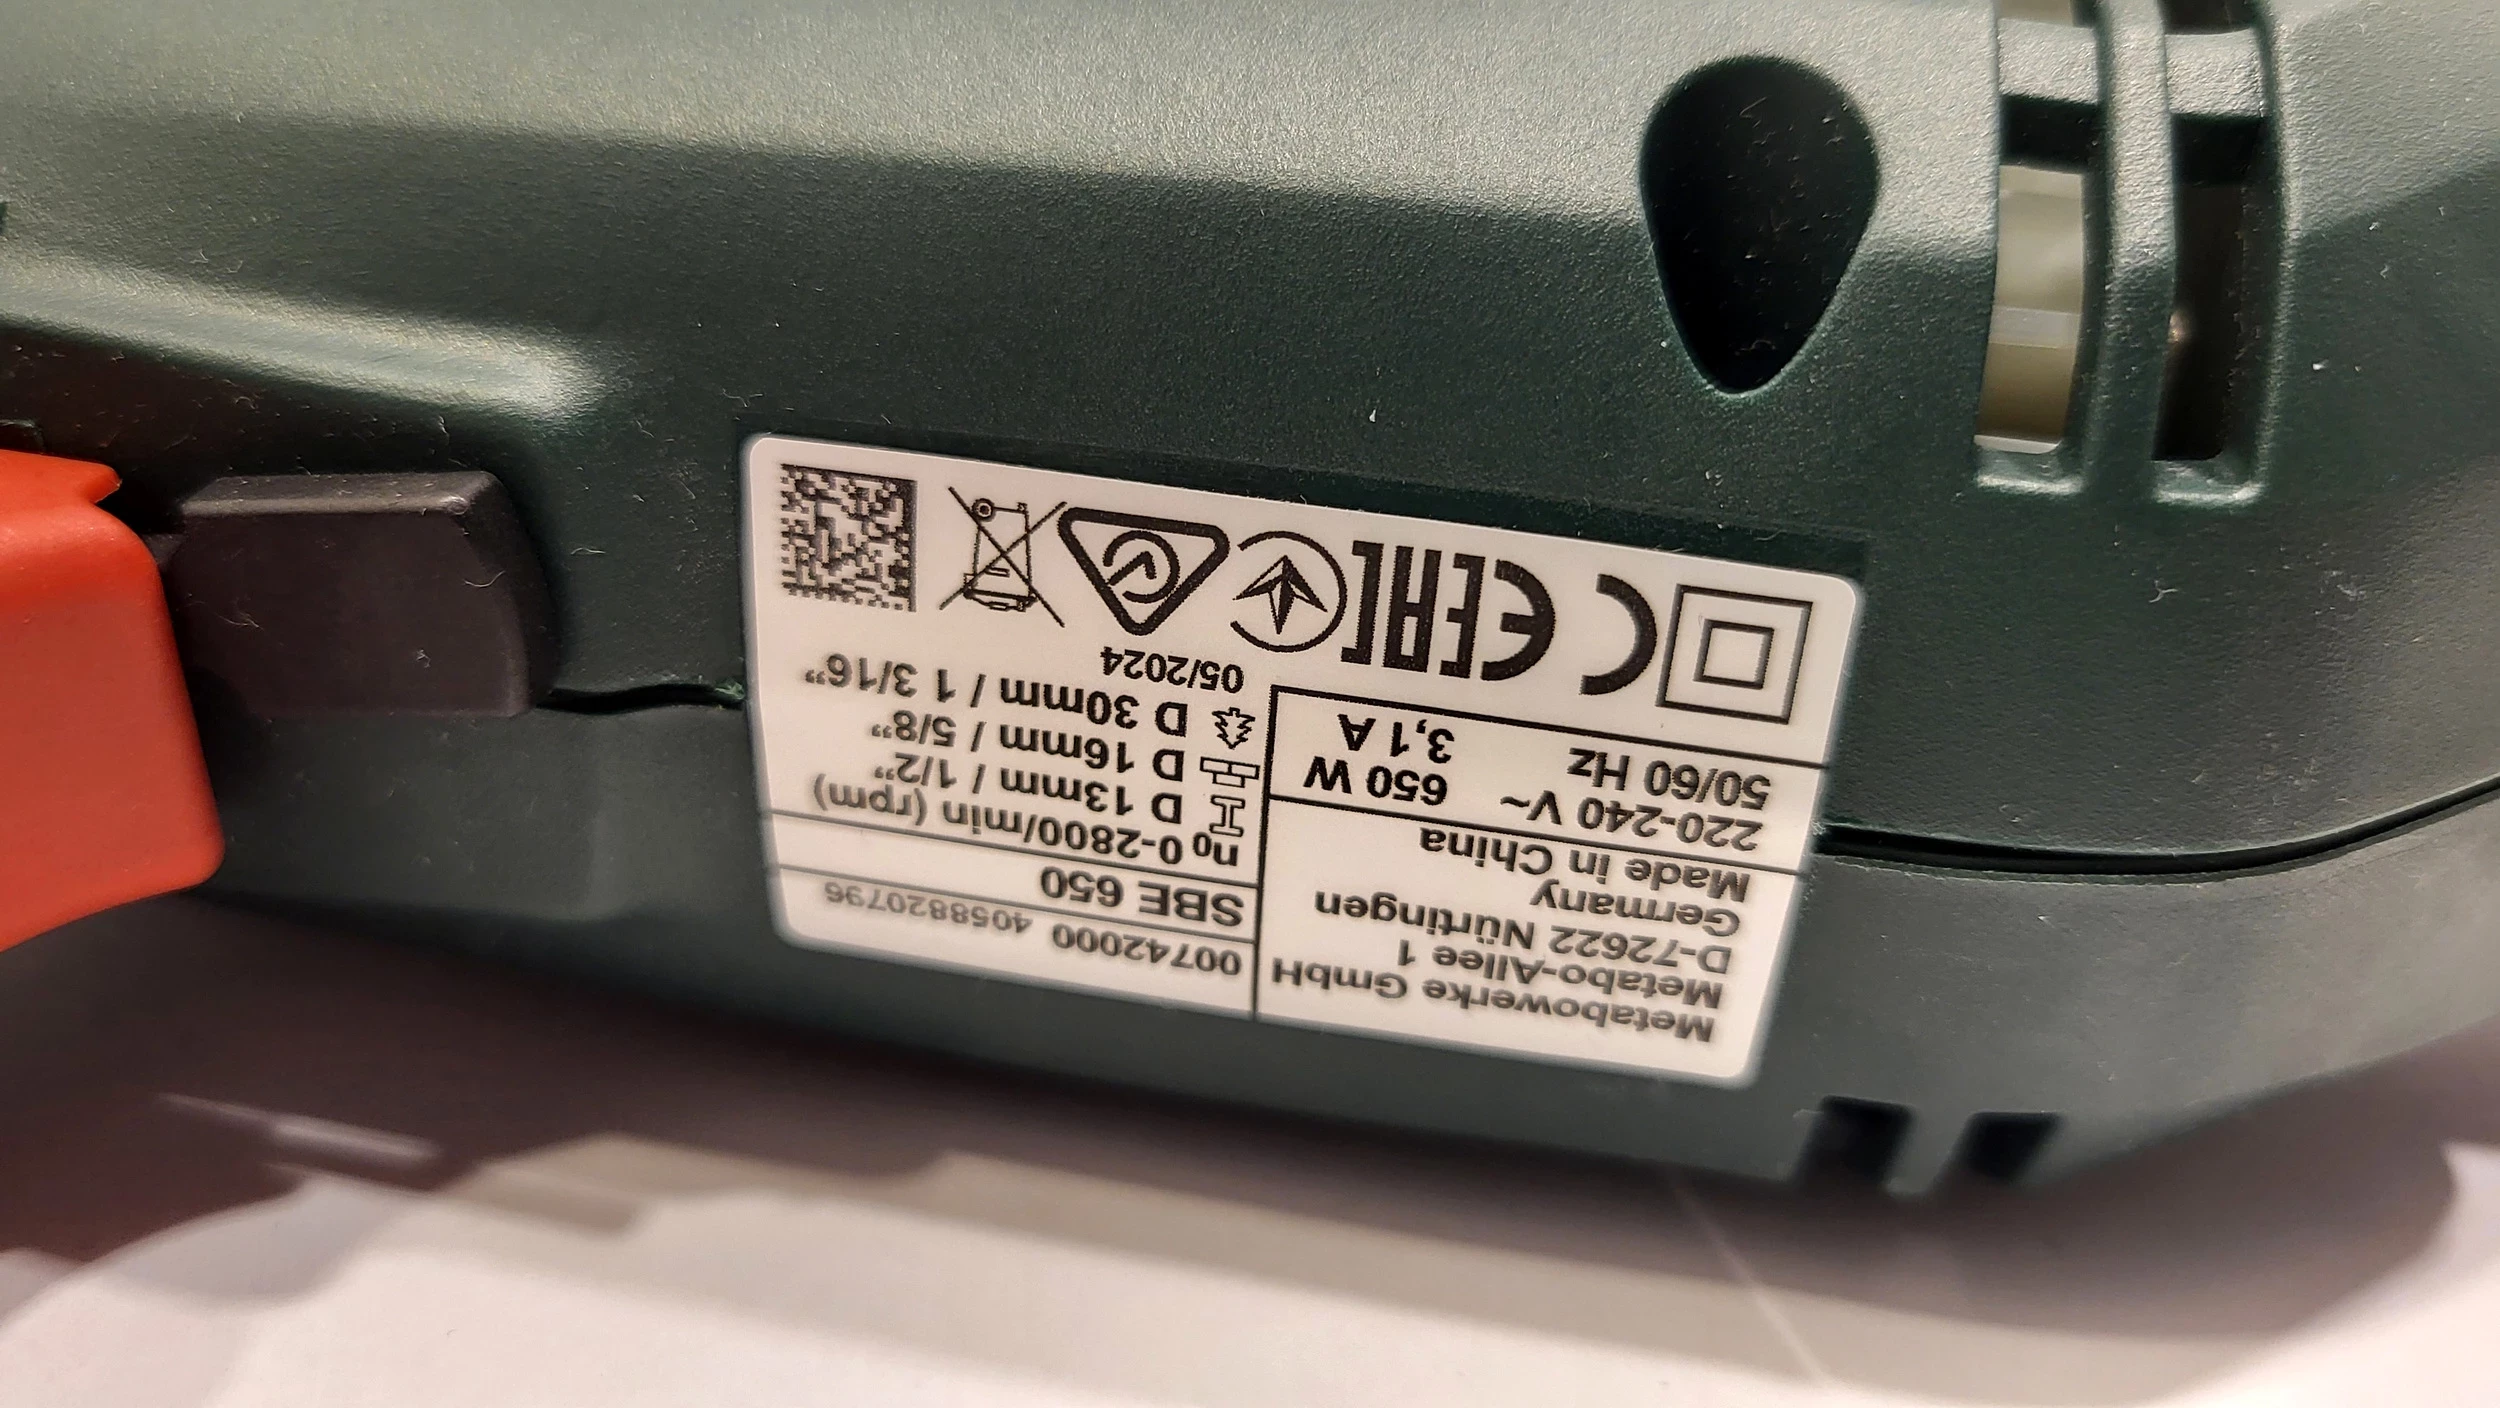 Metabowerke GmbH
Metabo-Allee 1
D-72622 Nürtingen
Germany
Made in China
220-240 V~ 650 W
50/60 Hz 3,1 A
00742000 4058820796
SBE 650
n₀ 0-2800/min (rpm)
D 13mm / 1/2”
D 16mm / 5/8”
D 30mm / 1 3/16”
05/2024
CE EAC